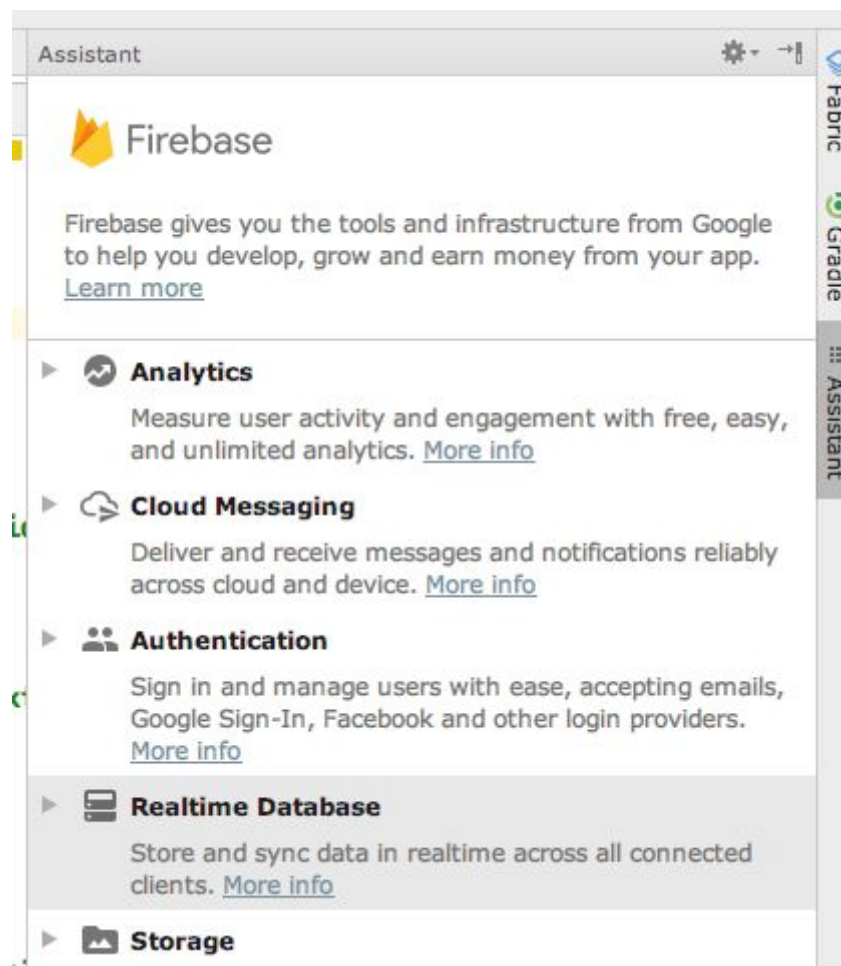 Assistant
Firebase
Firebase gives you the tools and infrastructure from Google
to help you develop, grow and earn money from your app.
Learn more
Analytics
Measure user activity and engagement with free, easy,
and unlimited analytics. More info
Cloud Messaging
Deliver and receive messages and notifications reliably
across cloud and device. More info
Authentication
Sign in and manage users with ease, accepting emails,
Google Sign-In, Facebook and other login providers.
More info
Realtime Database
Store and sync data in realtime across all connected
clients. More info
Storage
Fabric
Gradle
Assistant